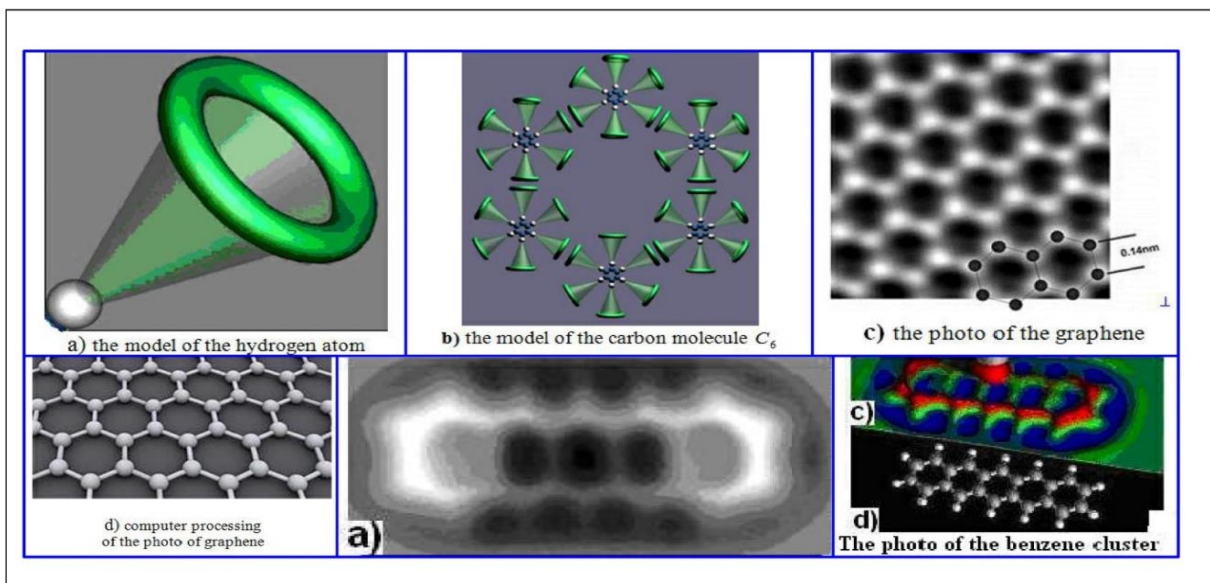 a) the model of the hydrogen atom
b) the model of the carbon molecule C₆
0.14nm
⊥
c) the photo of the graphene
d) computer processing
of the photo of graphene
a)
c)
d)
The photo of the benzene cluster